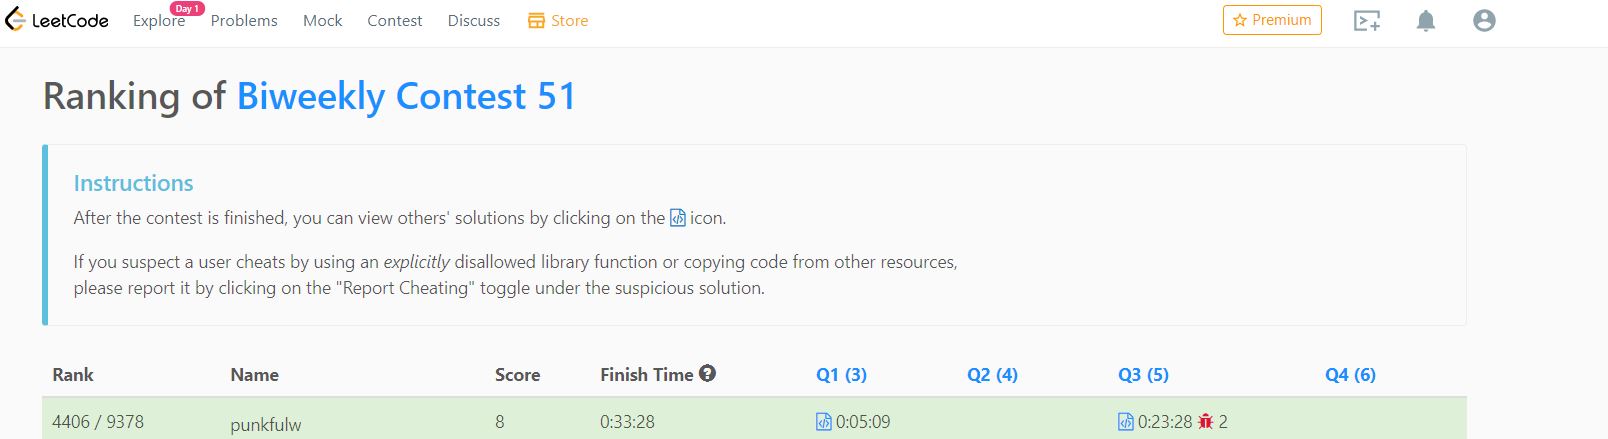 LeetCode Explore Day 1 Problems Mock Contest Discuss Store Premium
Ranking of Biweekly Contest 51
Instructions
After the contest is finished, you can view others' solutions by clicking on the icon.
If you suspect a user cheats by using an explicitly disallowed library function or copying code from other resources,
please report it by clicking on the "Report Cheating" toggle under the suspicious solution.
Rank Name Score Finish Time Q1 (3) Q2 (4) Q3 (5) Q4 (6)
4406 / 9378 punkfulw 8 0:33:28 0:05:09 0:23:28 2